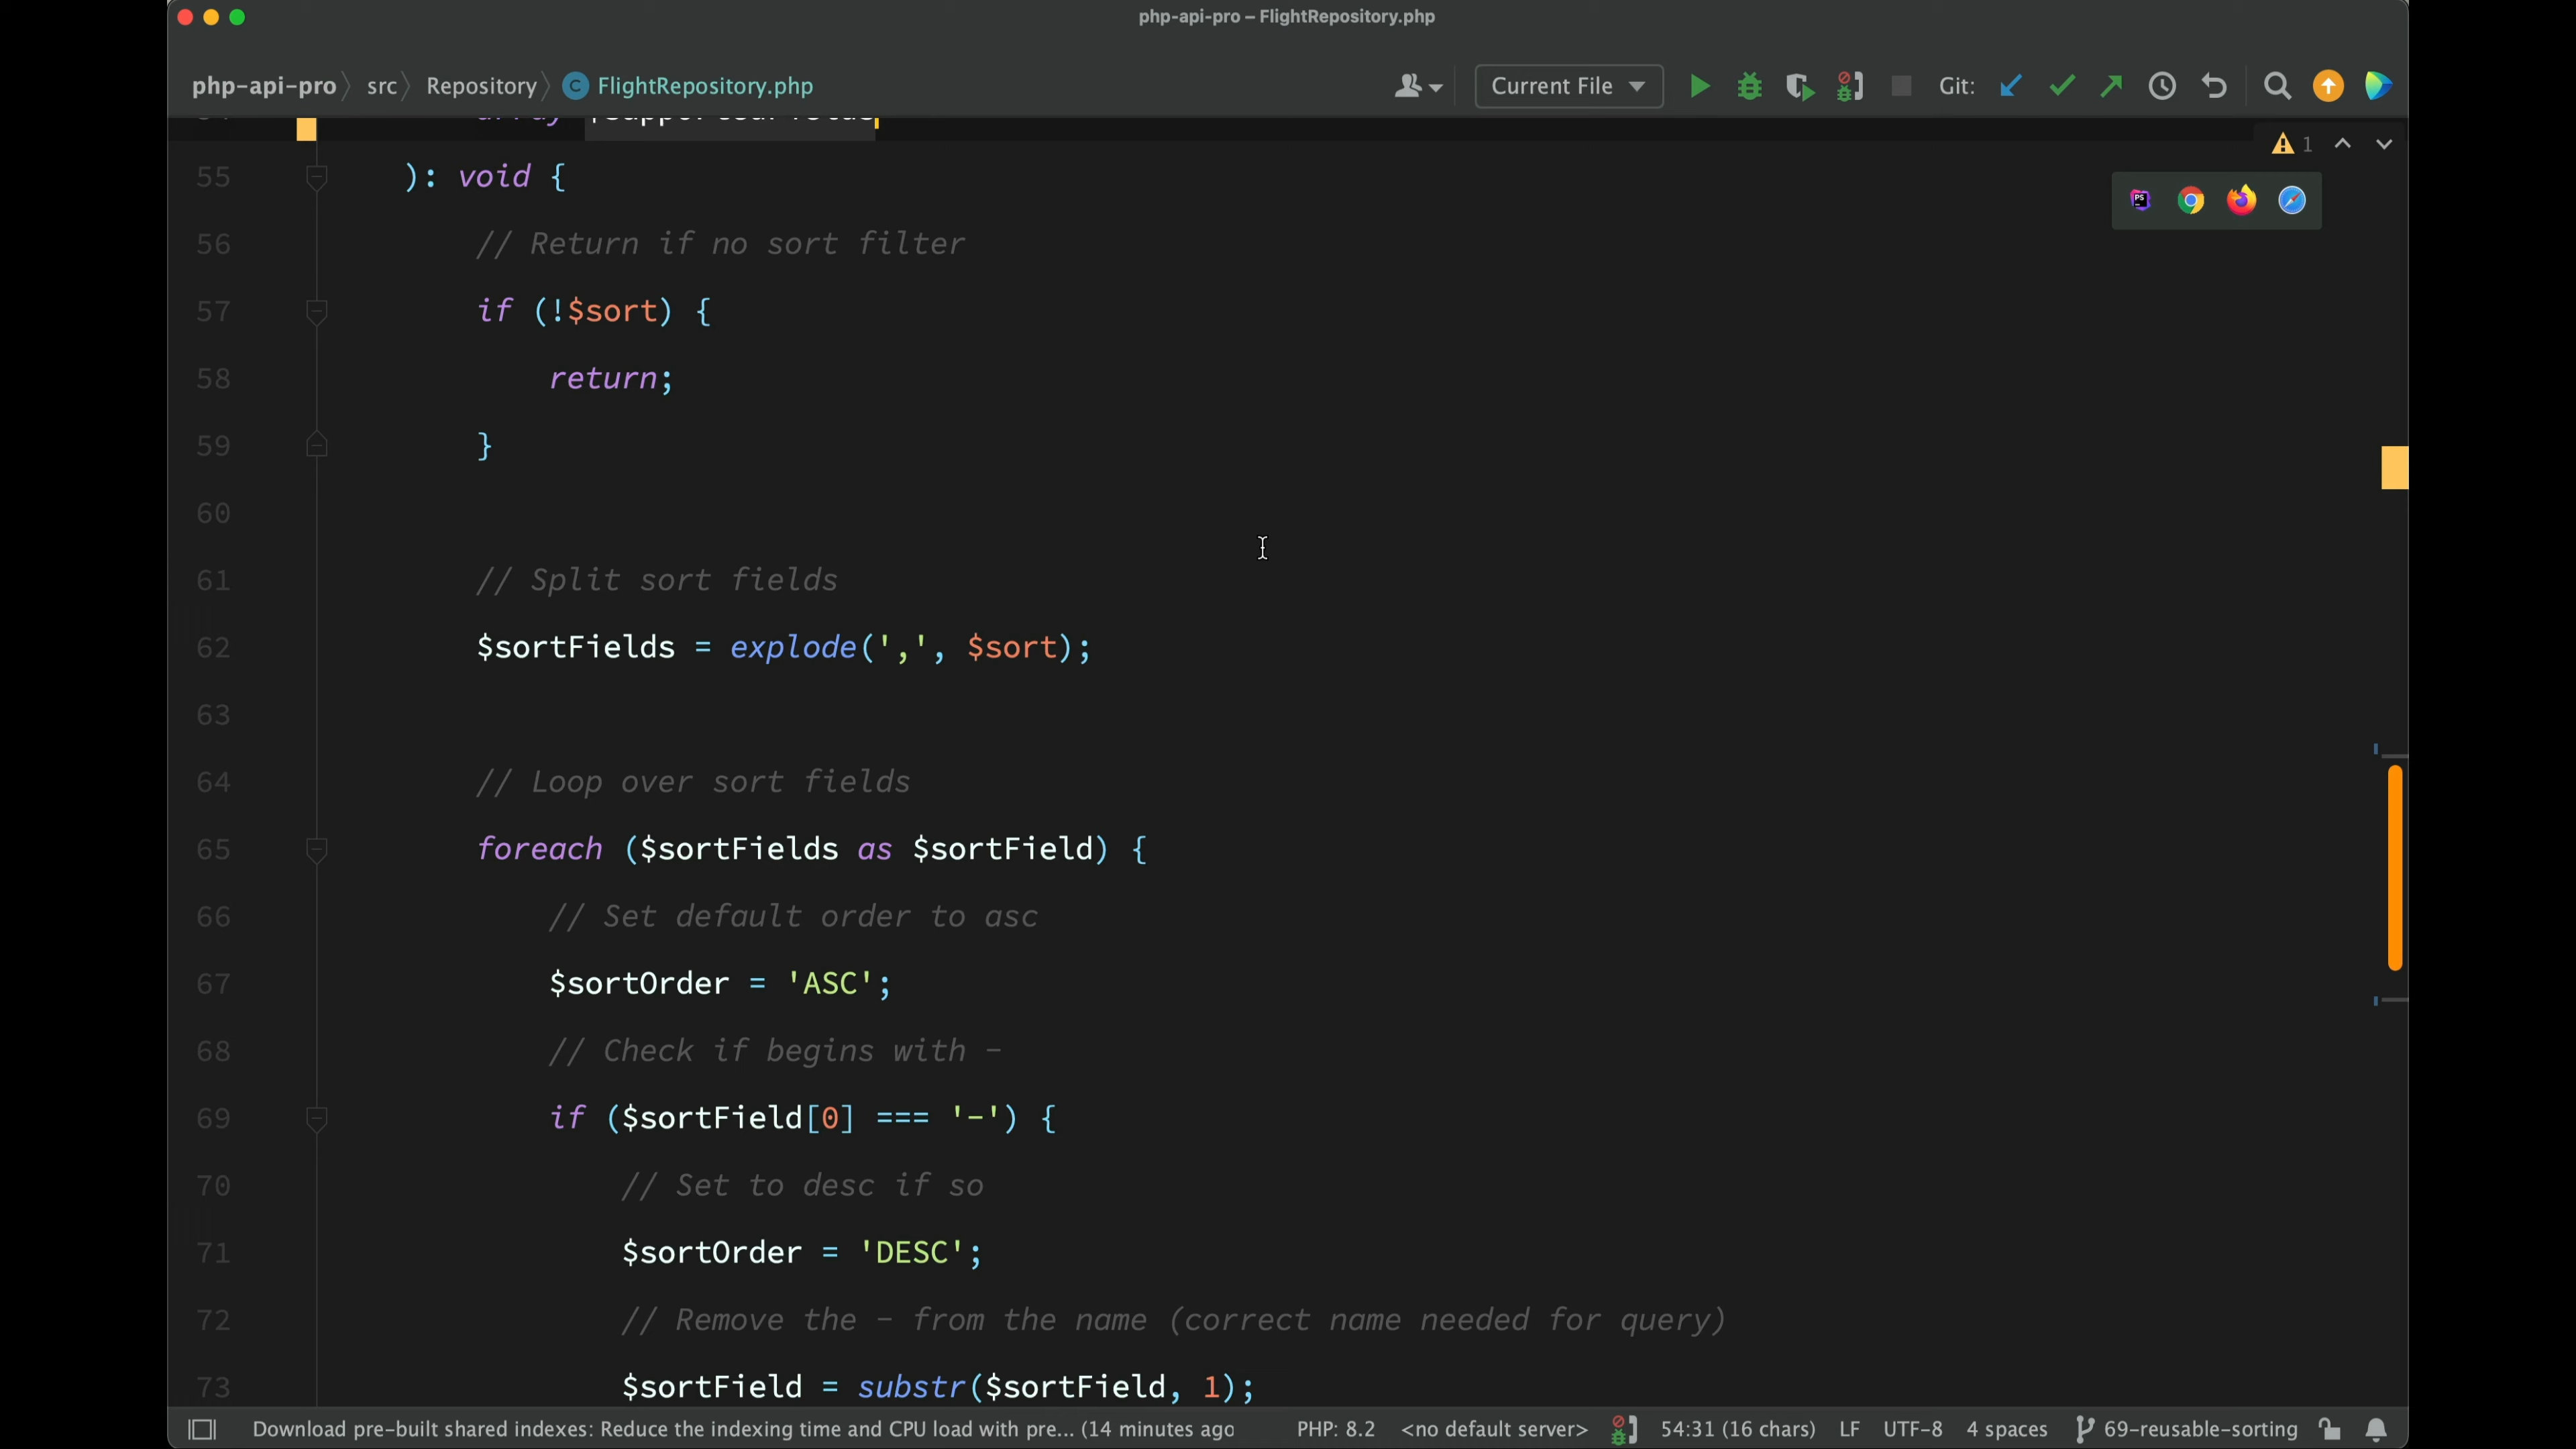 php-api-pro – FlightRepository.php
php-api-pro src Repository C FlightRepository.php Current File Git:
1
55 ): void {
56 // Return if no sort filter
57 if (!$sort) {
58 return;
59 }
60
61 // Split sort fields
62 $sortFields = explode(',', $sort);
63
64 // Loop over sort fields
65 foreach ($sortFields as $sortField) {
66 // Set default order to asc
67 $sortOrder = 'ASC';
68 // Check if begins with -
69 if ($sortField[0] === '-') {
70 // Set to desc if so
71 $sortOrder = 'DESC';
72 // Remove the - from the name (correct name needed for query)
73 $sortField = substr($sortField, 1);
Download pre-built shared indexes: Reduce the indexing time and CPU load with pre... (14 minutes ago PHP: 8.2 <no default server> 54:31 (16 chars) LF UTF-8 4 spaces 69-reusable-sorting